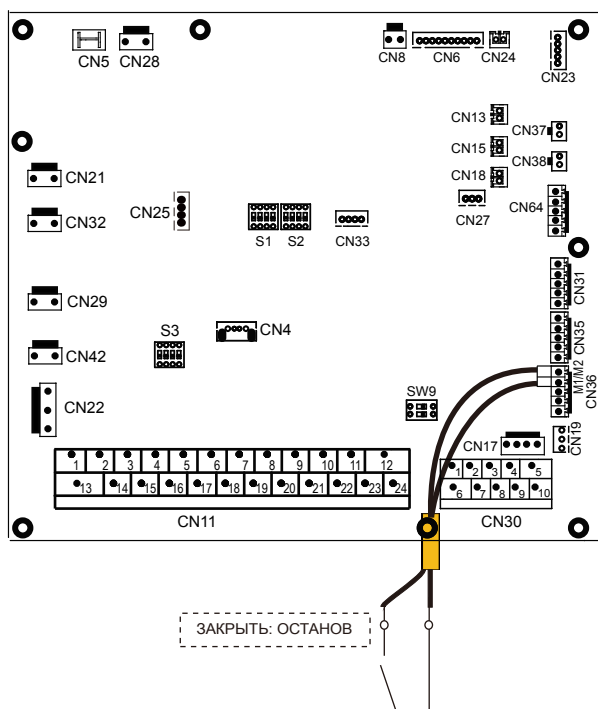 CN5
CN28
CN8
CN6
CN24
CN23
CN13
CN37
CN15
CN38
CN18
CN21
CN25
CN32
S1
S2
CN33
CN27
CN64
CN31
CN29
CN4
CN35
S3
CN42
M1/M2
CN36
CN22
SW9
CN17
CN19
1 2 3 4 5 6 7 8 9 10 11 12
13 14 15 16 17 18 19 20 21 22 23 24
CN11
1 2 3 4 5
6 7 8 9 10
CN30
ЗАКРЫТЬ: ОСТАНОВ